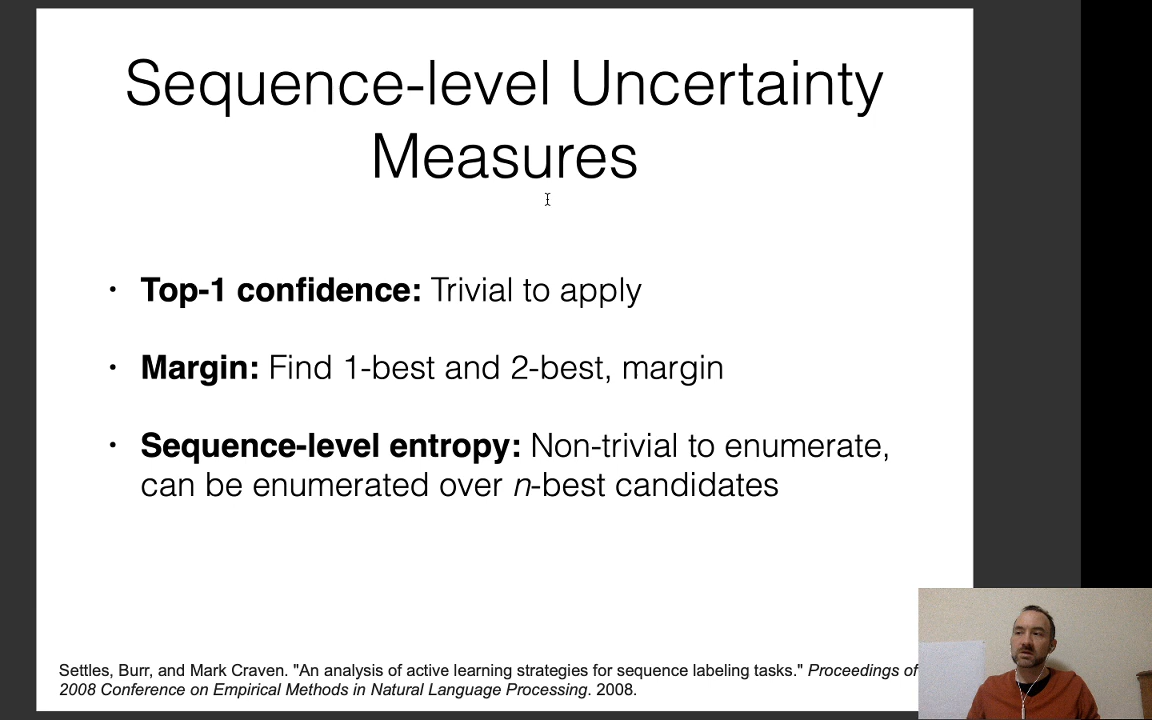 Sequence-level Uncertainty
Measures
• Top-1 confidence: Trivial to apply
• Margin: Find 1-best and 2-best, margin
• Sequence-level entropy: Non-trivial to enumerate,
can be enumerated over n-best candidates
Settles, Burr, and Mark Craven. "An analysis of active learning strategies for sequence labeling tasks." Proceedings of
2008 Conference on Empirical Methods in Natural Language Processing. 2008.